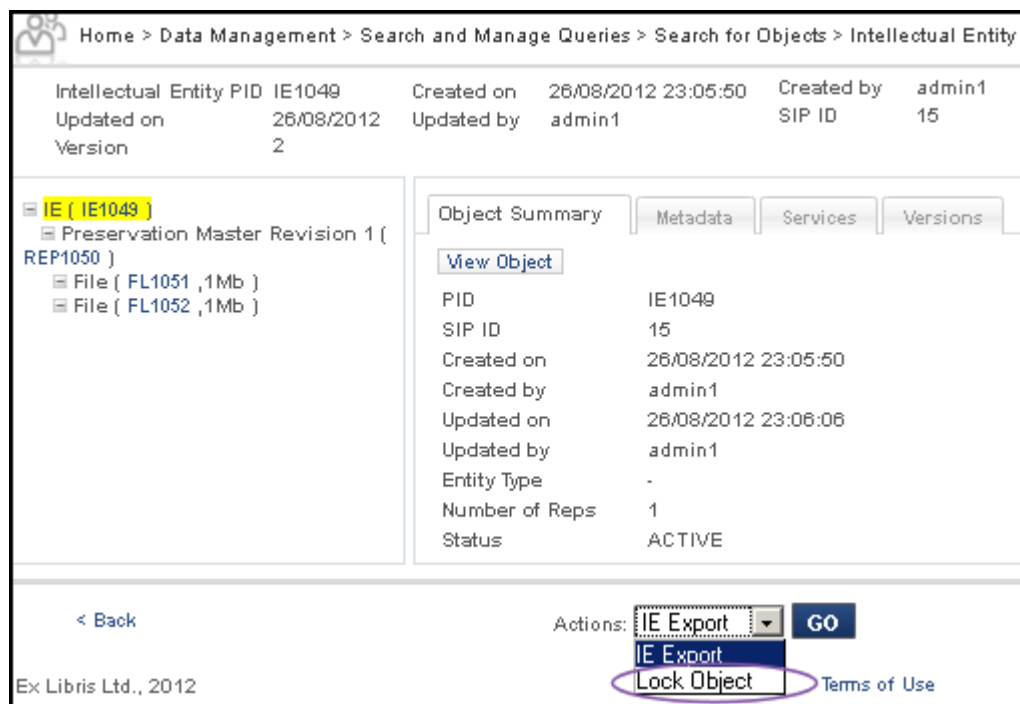 Home > Data Management > Search and Manage Queries > Search for Objects > Intellectual Entity
Intellectual Entity PID IE1049 Created on 26/08/2012 23:05:50 Created by admin1
Updated on 26/08/2012 Updated by admin1 SIP ID 15
Version 2
IE ( IE1049 )
Preservation Master Revision 1 (
REP1050 )
File ( FL1051 ,1Mb )
File ( FL1052 ,1Mb )
Object Summary Metadata Services Versions
View Object
PID IE1049
SIP ID 15
Created on 26/08/2012 23:05:50
Created by admin1
Updated on 26/08/2012 23:06:06
Updated by admin1
Entity Type -
Number of Reps 1
Status ACTIVE
< Back
Actions: IE Export GO
IE Export
Lock Object
Ex Libris Ltd., 2012
Terms of Use